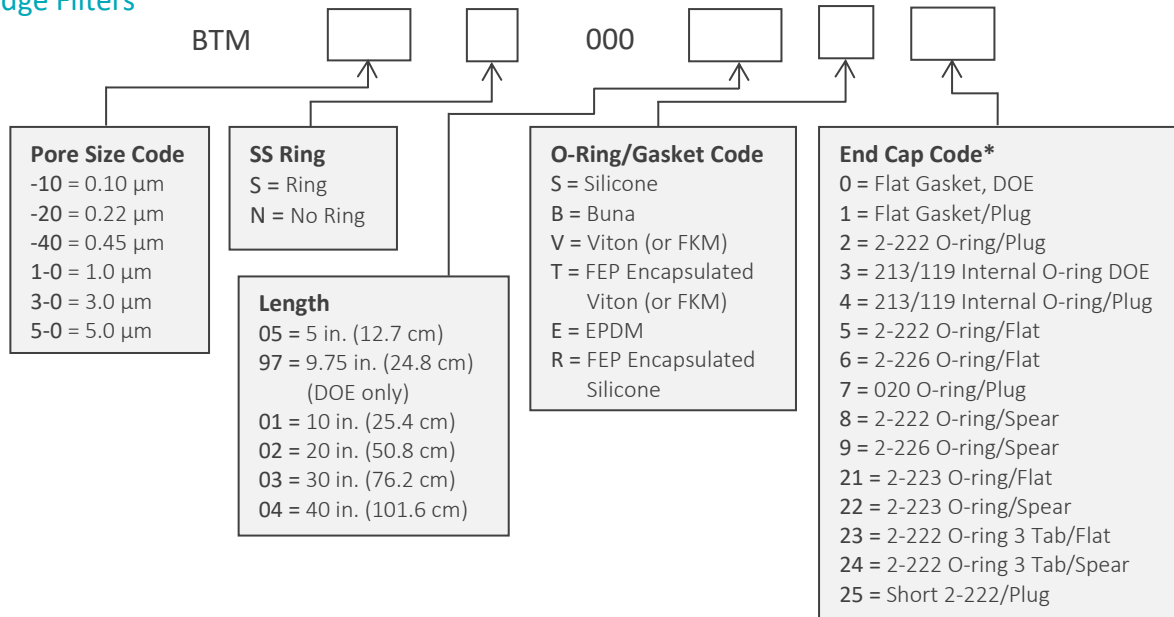 Filters
BTM 000
Pore Size Code
-10 = 0.10 µm
-20 = 0.22 µm
-40 = 0.45 µm
1-0 = 1.0 µm
3-0 = 3.0 µm
5-0 = 5.0 µm
SS Ring
S = Ring
N = No Ring
Length
05 = 5 in. (12.7 cm)
97 = 9.75 in. (24.8 cm)
(DOE only)
01 = 10 in. (25.4 cm)
02 = 20 in. (50.8 cm)
03 = 30 in. (76.2 cm)
04 = 40 in. (101.6 cm)
O-Ring/Gasket Code
S = Silicone
B = Buna
V = Viton (or FKM)
T = FEP Encapsulated
Viton (or FKM)
E = EPDM
R = FEP Encapsulated
Silicone
End Cap Code*
0 = Flat Gasket, DOE
1 = Flat Gasket/Plug
2 = 2-222 O-ring/Plug
3 = 213/119 Internal O-ring DOE
4 = 213/119 Internal O-ring/Plug
5 = 2-222 O-ring/Flat
6 = 2-226 O-ring/Flat
7 = 020 O-ring/Plug
8 = 2-222 O-ring/Spear
9 = 2-226 O-ring/Spear
21 = 2-223 O-ring/Flat
22 = 2-223 O-ring/Spear
23 = 2-222 O-ring 3 Tab/Flat
24 = 2-222 O-ring 3 Tab/Spear
25 = Short 2-222/Plug